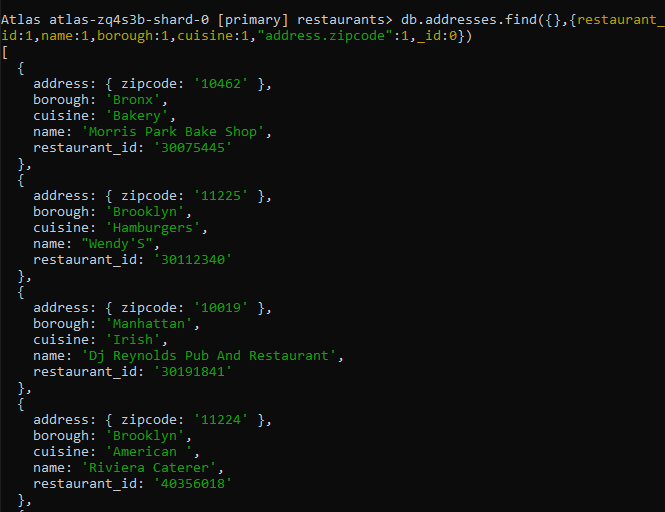 Atlas atlas-zq4s3b-shard-0 [primary] restaurants> db.addresses.find({},{restaurant_
id:1,name:1,borough:1,cuisine:1,"address.zipcode":1,_id:0})
[
  {
    address: { zipcode: '10462' },
    borough: 'Bronx',
    cuisine: 'Bakery',
    name: 'Morris Park Bake Shop',
    restaurant_id: '30075445'
  },
  {
    address: { zipcode: '11225' },
    borough: 'Brooklyn',
    cuisine: 'Hamburgers',
    name: "Wendy'S",
    restaurant_id: '30112340'
  },
  {
    address: { zipcode: '10019' },
    borough: 'Manhattan',
    cuisine: 'Irish',
    name: 'Dj Reynolds Pub And Restaurant',
    restaurant_id: '30191841'
  },
  {
    address: { zipcode: '11224' },
    borough: 'Brooklyn',
    cuisine: 'American ',
    name: 'Riviera Caterer',
    restaurant_id: '40356018'
  },